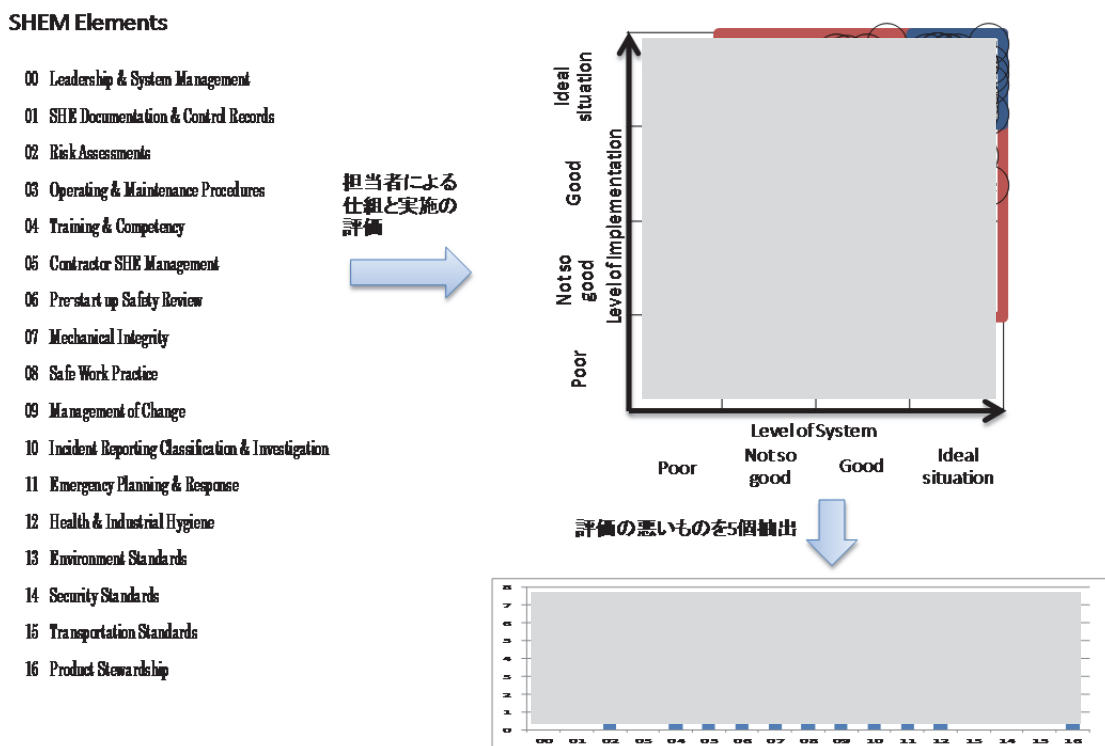 SHEM Elements
00 Leadership & System Management
01 SHE Documentation & Control Records
02 Risk Assessments
03 Operating & Maintenance Procedures
04 Training & Competency
05 Contractor SHE Management
06 Pre-start up Safety Review
07 Mechanical Integrity
08 Safe Work Practice
09 Management of Change
10 Incident Reporting Classification & Investigation
11 Emergency Planning & Response
12 Health & Industrial Hygiene
13 Environment Standards
14 Security Standards
15 Transportation Standards
16 Product Stewardship
担当者による
仕組と実施の
評価
Ideal
situation
Good
Not so
good
Poor
Level of Implementation
Level of System
Poor
Not so
good
Good
Ideal
situation
評価の悪いものを5個抽出
8
7
6
5
4
3
2
1
0
00 01 02 03 04 05 06 07 08 09 10 11 12 13 14 15 16